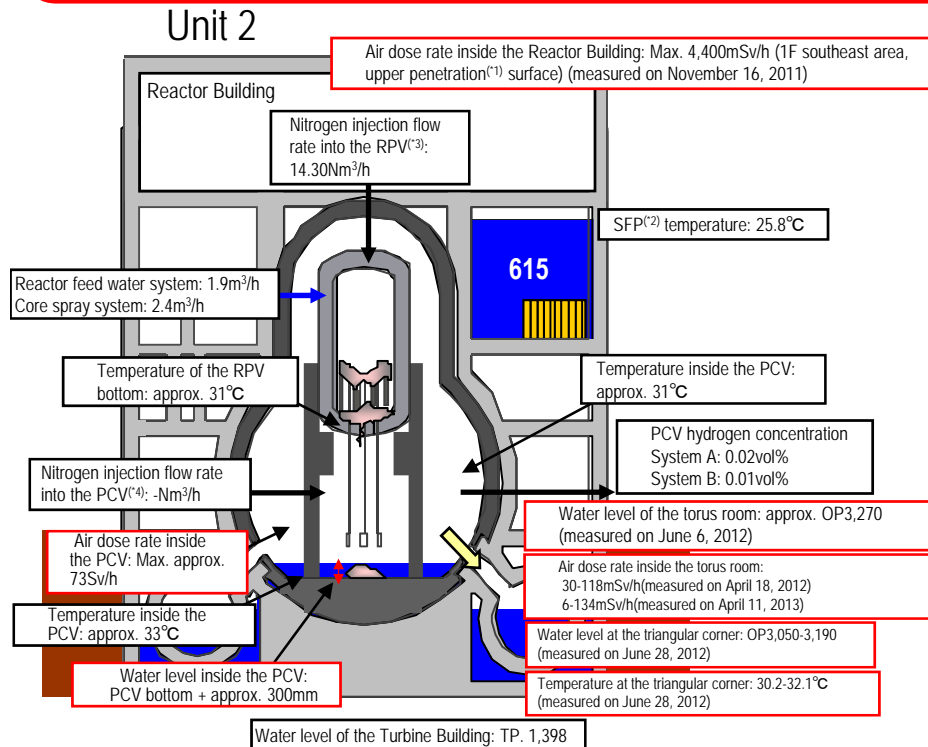 Unit 2
Air dose rate inside the Reactor Building: Max. 4,400mSv/h (1F southeast area,
upper penetration(*1) surface) (measured on November 16, 2011)
Reactor Building
Nitrogen injection flow
rate into the RPV(*3):
14.30Nm3/h
SFP(*2) temperature: 25.8℃
615
Reactor feed water system: 1.9m3/h
Core spray system: 2.4m3/h
Temperature of the RPV
bottom: approx. 31℃
Temperature inside the PCV:
approx. 31℃
PCV hydrogen concentration
System A: 0.02vol%
System B: 0.01vol%
Nitrogen injection flow rate
into the PCV(*4): -Nm3/h
Water level of the torus room: approx. OP3,270
(measured on June 6, 2012)
Air dose rate inside
the PCV: Max. approx.
73Sv/h
Air dose rate inside the torus room:
30-118mSv/h(measured on April 18, 2012)
6-134mSv/h(measured on April 11, 2013)
Temperature inside the
PCV: approx. 33℃
Water level at the triangular corner: OP3,050-3,190
(measured on June 28, 2012)
Water level inside the PCV:
PCV bottom + approx. 300mm
Temperature at the triangular corner: 30.2-32.1℃
(measured on June 28, 2012)
Water level of the Turbine Building: TP. 1,398